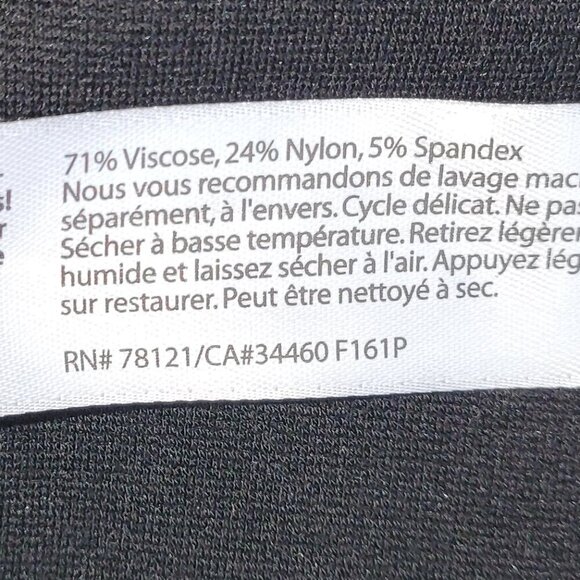 71% Viscose, 24% Nylon, 5% Spandex
Nous vous recommandons de lavage
séparément, à l'envers. Cycle délicat. Ne
Sécher à basse température. Retirez
humide et laissez sécher à l'air. Appuyez
sur restaurer. Peut être nettoyé à sec.
RN# 78121/CA#34460 F161P